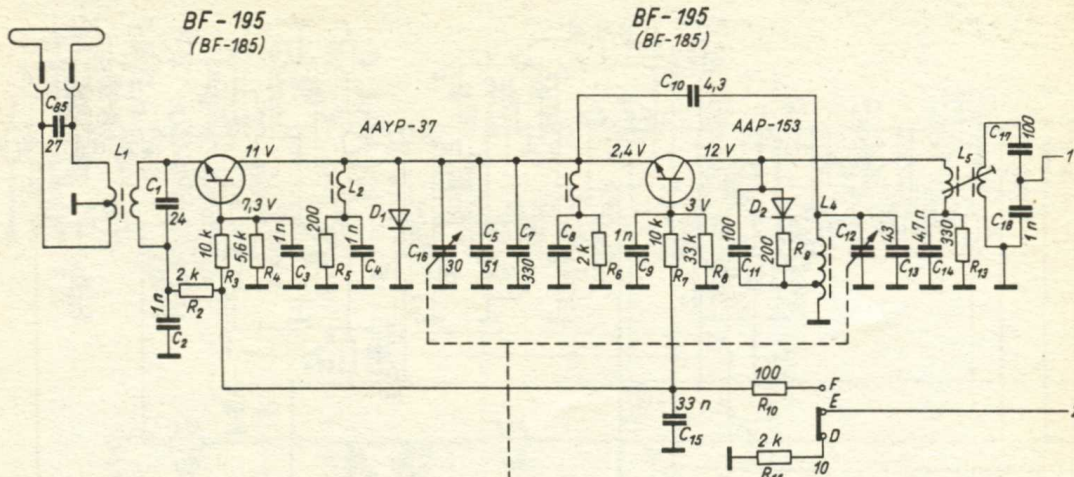 BF-195
(BF-185)
BF-195
(BF-185)
C10 4,3
C85
27
L1
C1
24
11 V
7,3 V
10 k
R3
5,6 k
R4
C3
1 n
2 k
R2
1 n
C2
AAYP-37
L2
200
R5
1 n
C4
D1
C16
30
C5
51
C7
330
C8
2 k
R6
2,4 V
1 n
C9
10 k
R7
3 V
33 k
R8
AAP-153
12 V
100
C11
D2
200
R9
L4
C12
43
C13
4,7 n
C14
330
R13
L5
C17
100
C18
1 n
1
33 n
C15
100
R10
F
E
D
10
2 k